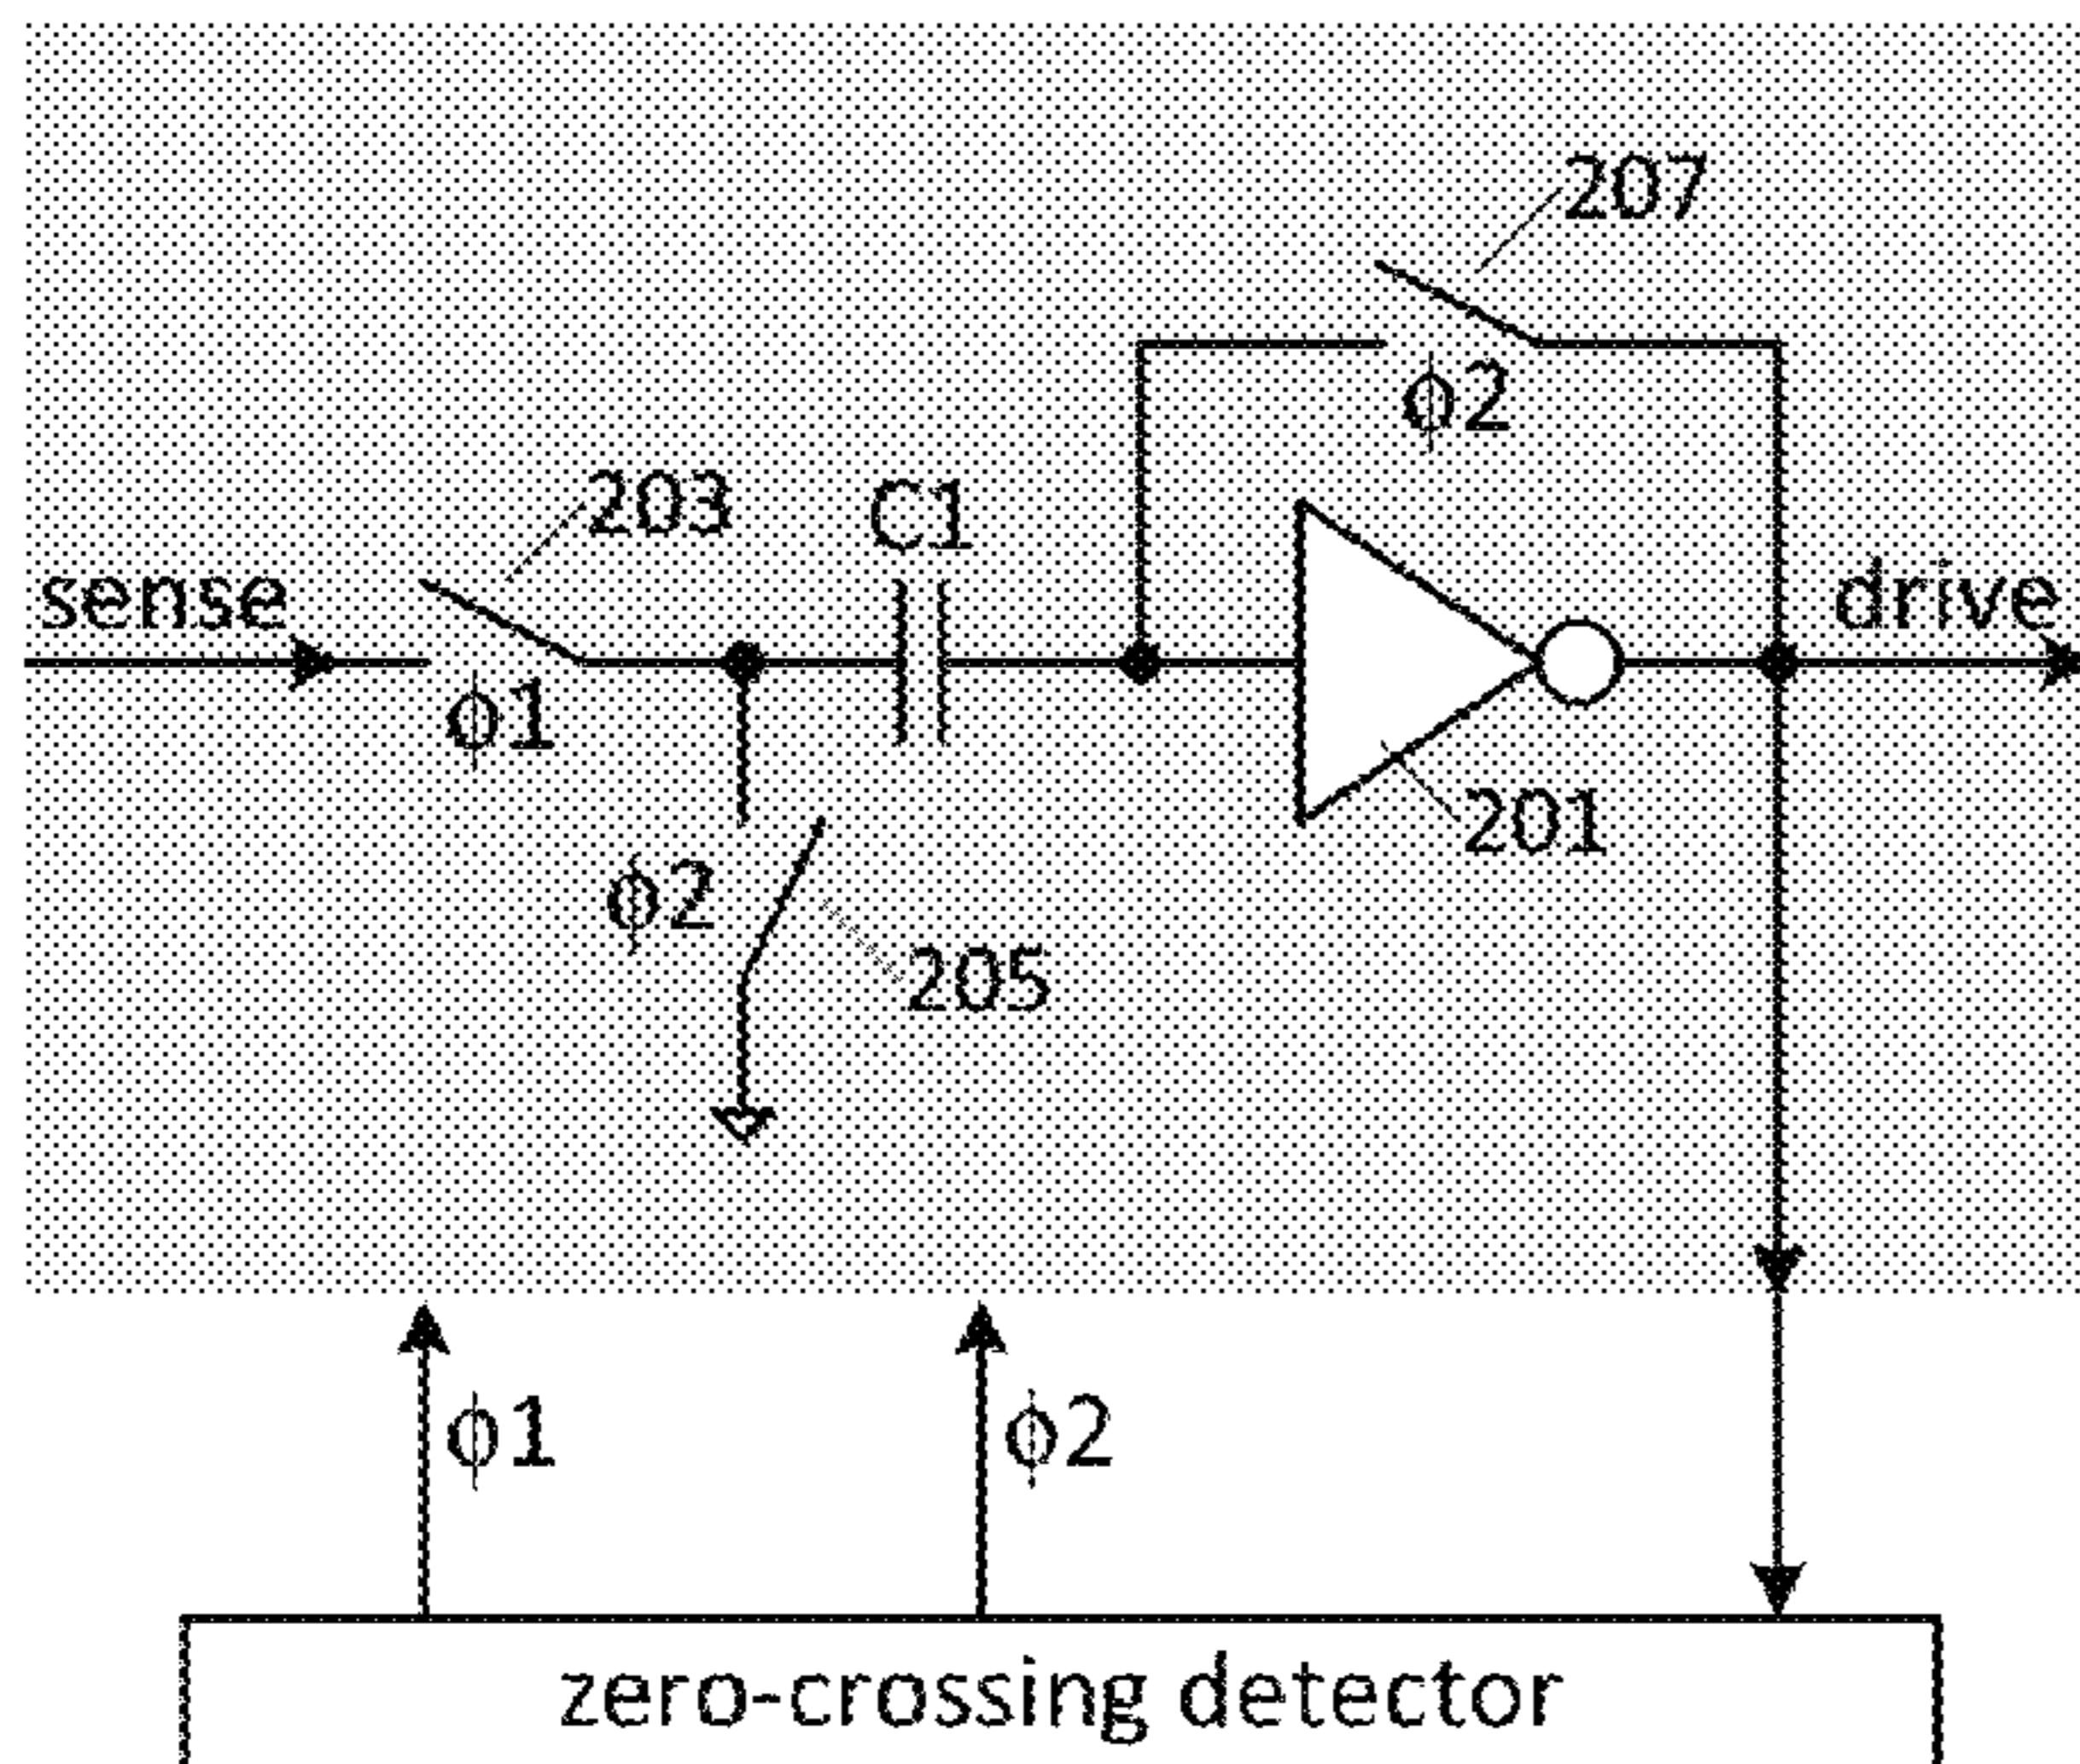 207
ϕ2
203
C1
sense
drive
ϕ1
201
ϕ2
205
ϕ1
ϕ2
zero-crossing detector